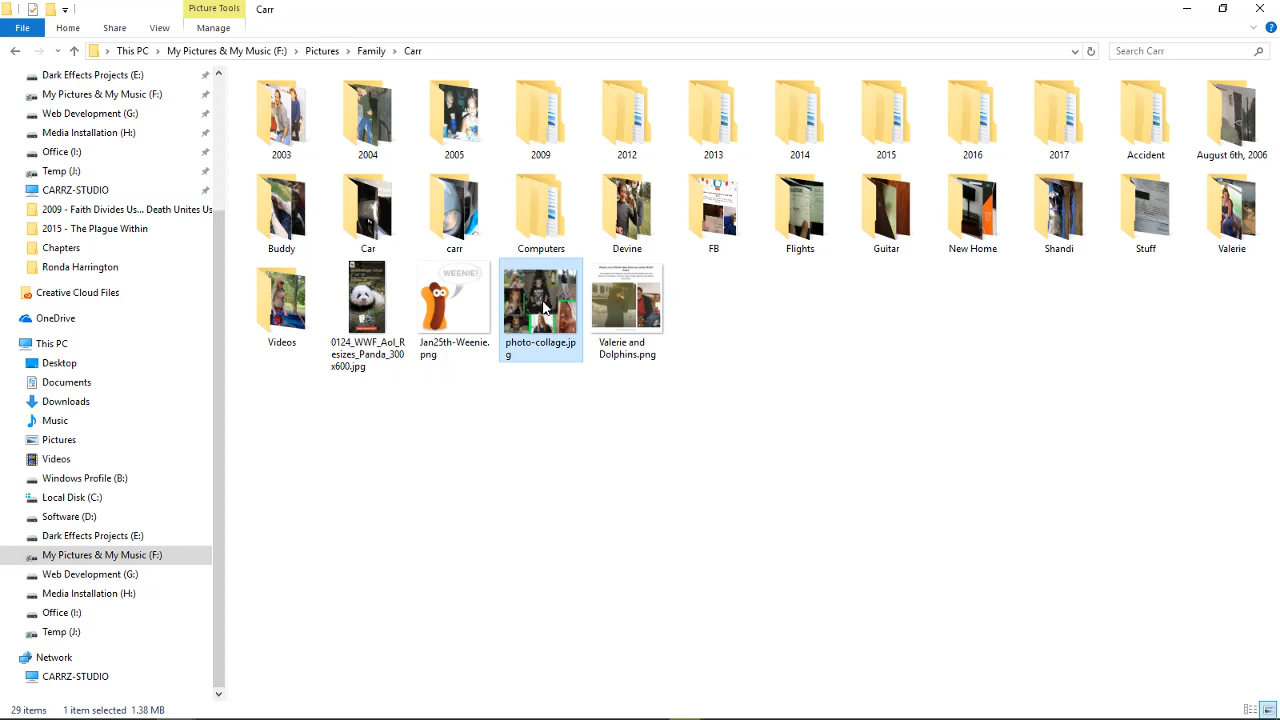 Picture Tools
Carr
File
Home
Share
View
Manage
This PC
My Pictures & My Music (F:)
Pictures
Family
Carr
Search Carr
Dark Effects Projects (E:)
My Pictures & My Music (F:)
Web Development (G:)
Media Installation (H:)
Office (I:)
Temp (J:)
CARRZ-STUDIO
2009 - Faith Divides Us... Death Unites Us
2015 - The Plague Within
Chapters
Ronda Harrington
Creative Cloud Files
OneDrive
This PC
Desktop
Documents
Downloads
Music
Pictures
Videos
Windows Profile (B:)
Local Disk (C:)
Software (D:)
Dark Effects Projects (E:)
My Pictures & My Music (F:)
Web Development (G:)
Media Installation (H:)
Office (I:)
Temp (J:)
Network
CARRZ-STUDIO
2003
2004
2005
2009
2012
2013
2014
2015
2016
2017
Accident
August 6th, 2006
Buddy
Car
carr
Computers
Devine
FB
Flights
Guitar
New Home
Shandi
Stuff
Valerie
WEENIE!
Videos
0124_WWF_Aol_R
esizes_Panda_300
x600.jpg
Jan25th-Weenie.
png
photo-collage.jp
g
Valerie and
Dolphins.png
29 items
1 item selected 1.38 MB